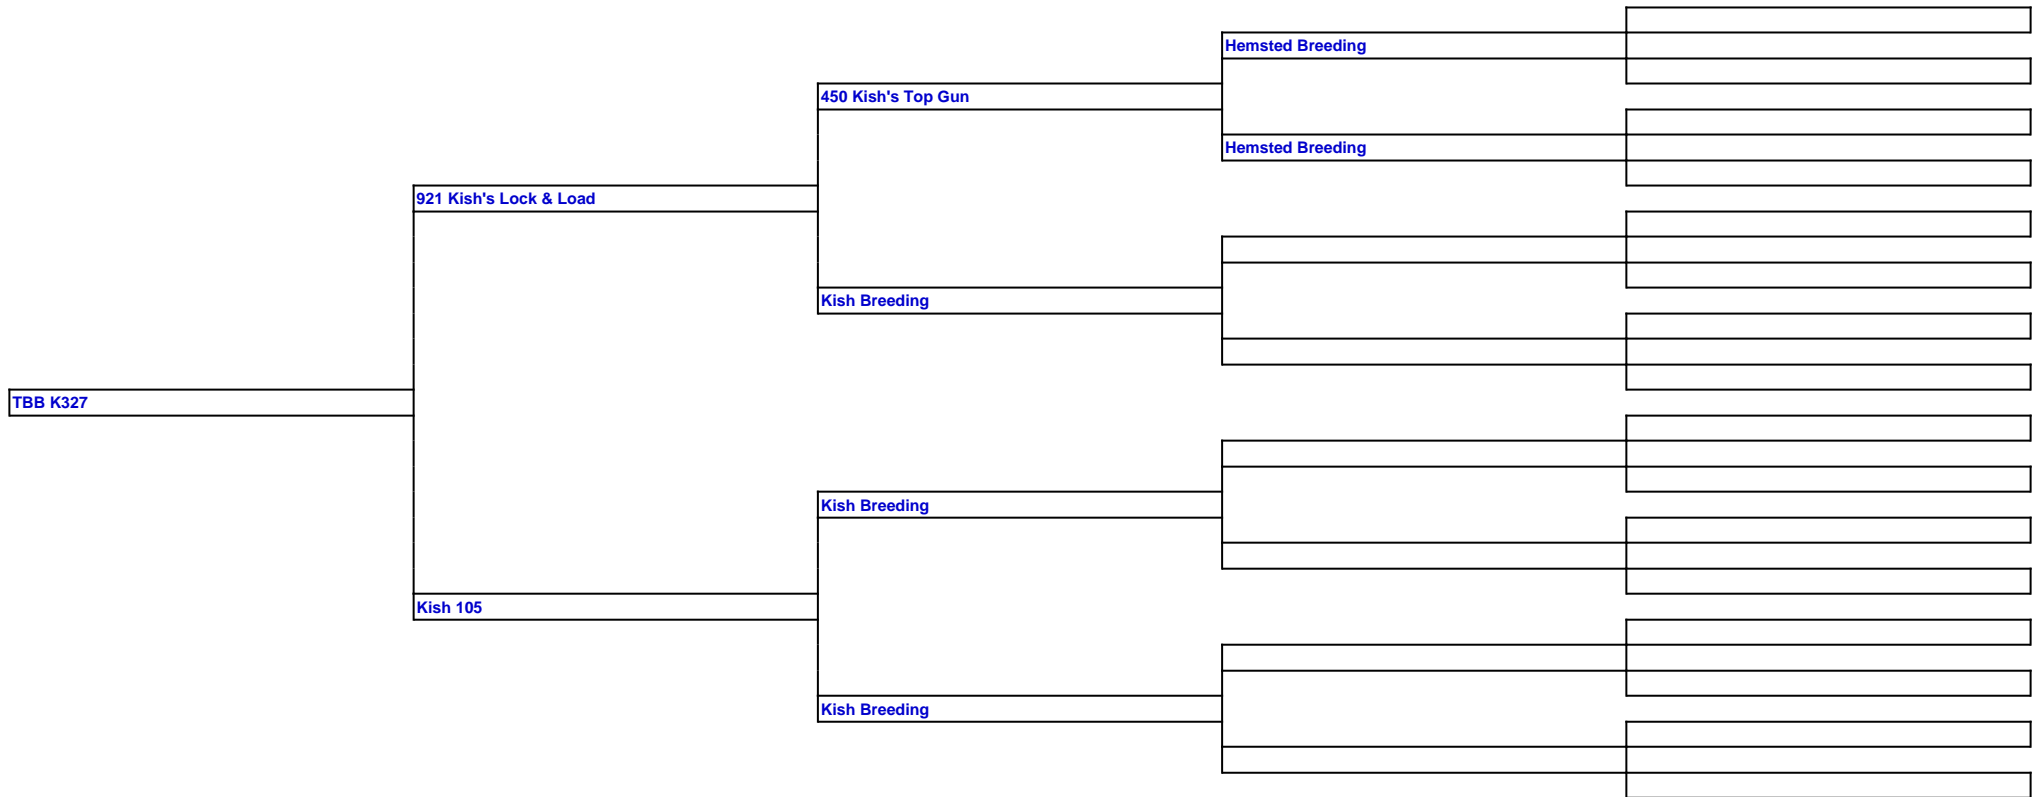 Hemsted Breeding
450 Kish's Top Gun
Hemsted Breeding
921 Kish's Lock & Load
Kish Breeding
TBB K327
Kish Breeding
Kish 105
Kish Breeding